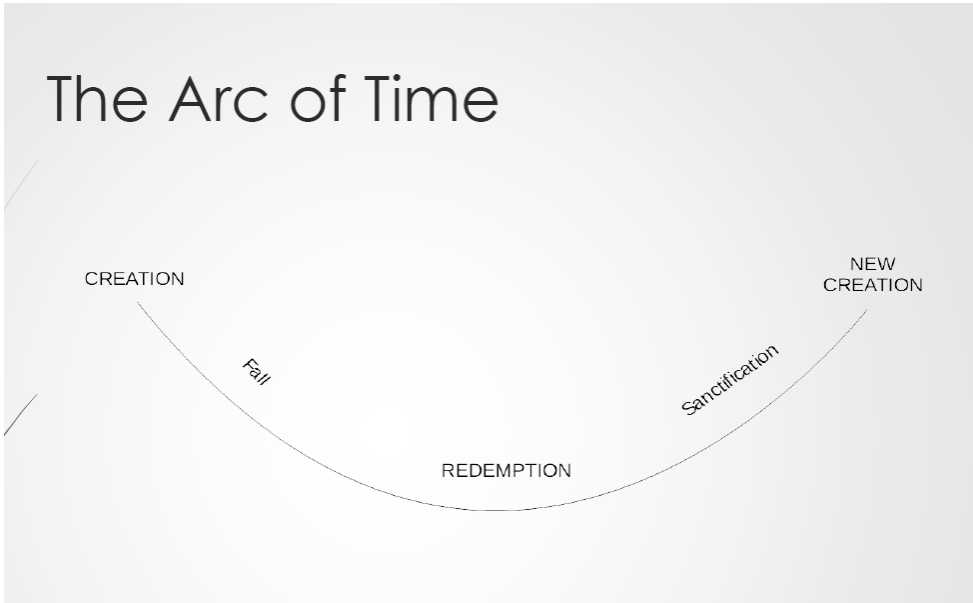 The Arc of Time
CREATION
Fall
REDEMPTION
Sanctification
NEW
CREATION